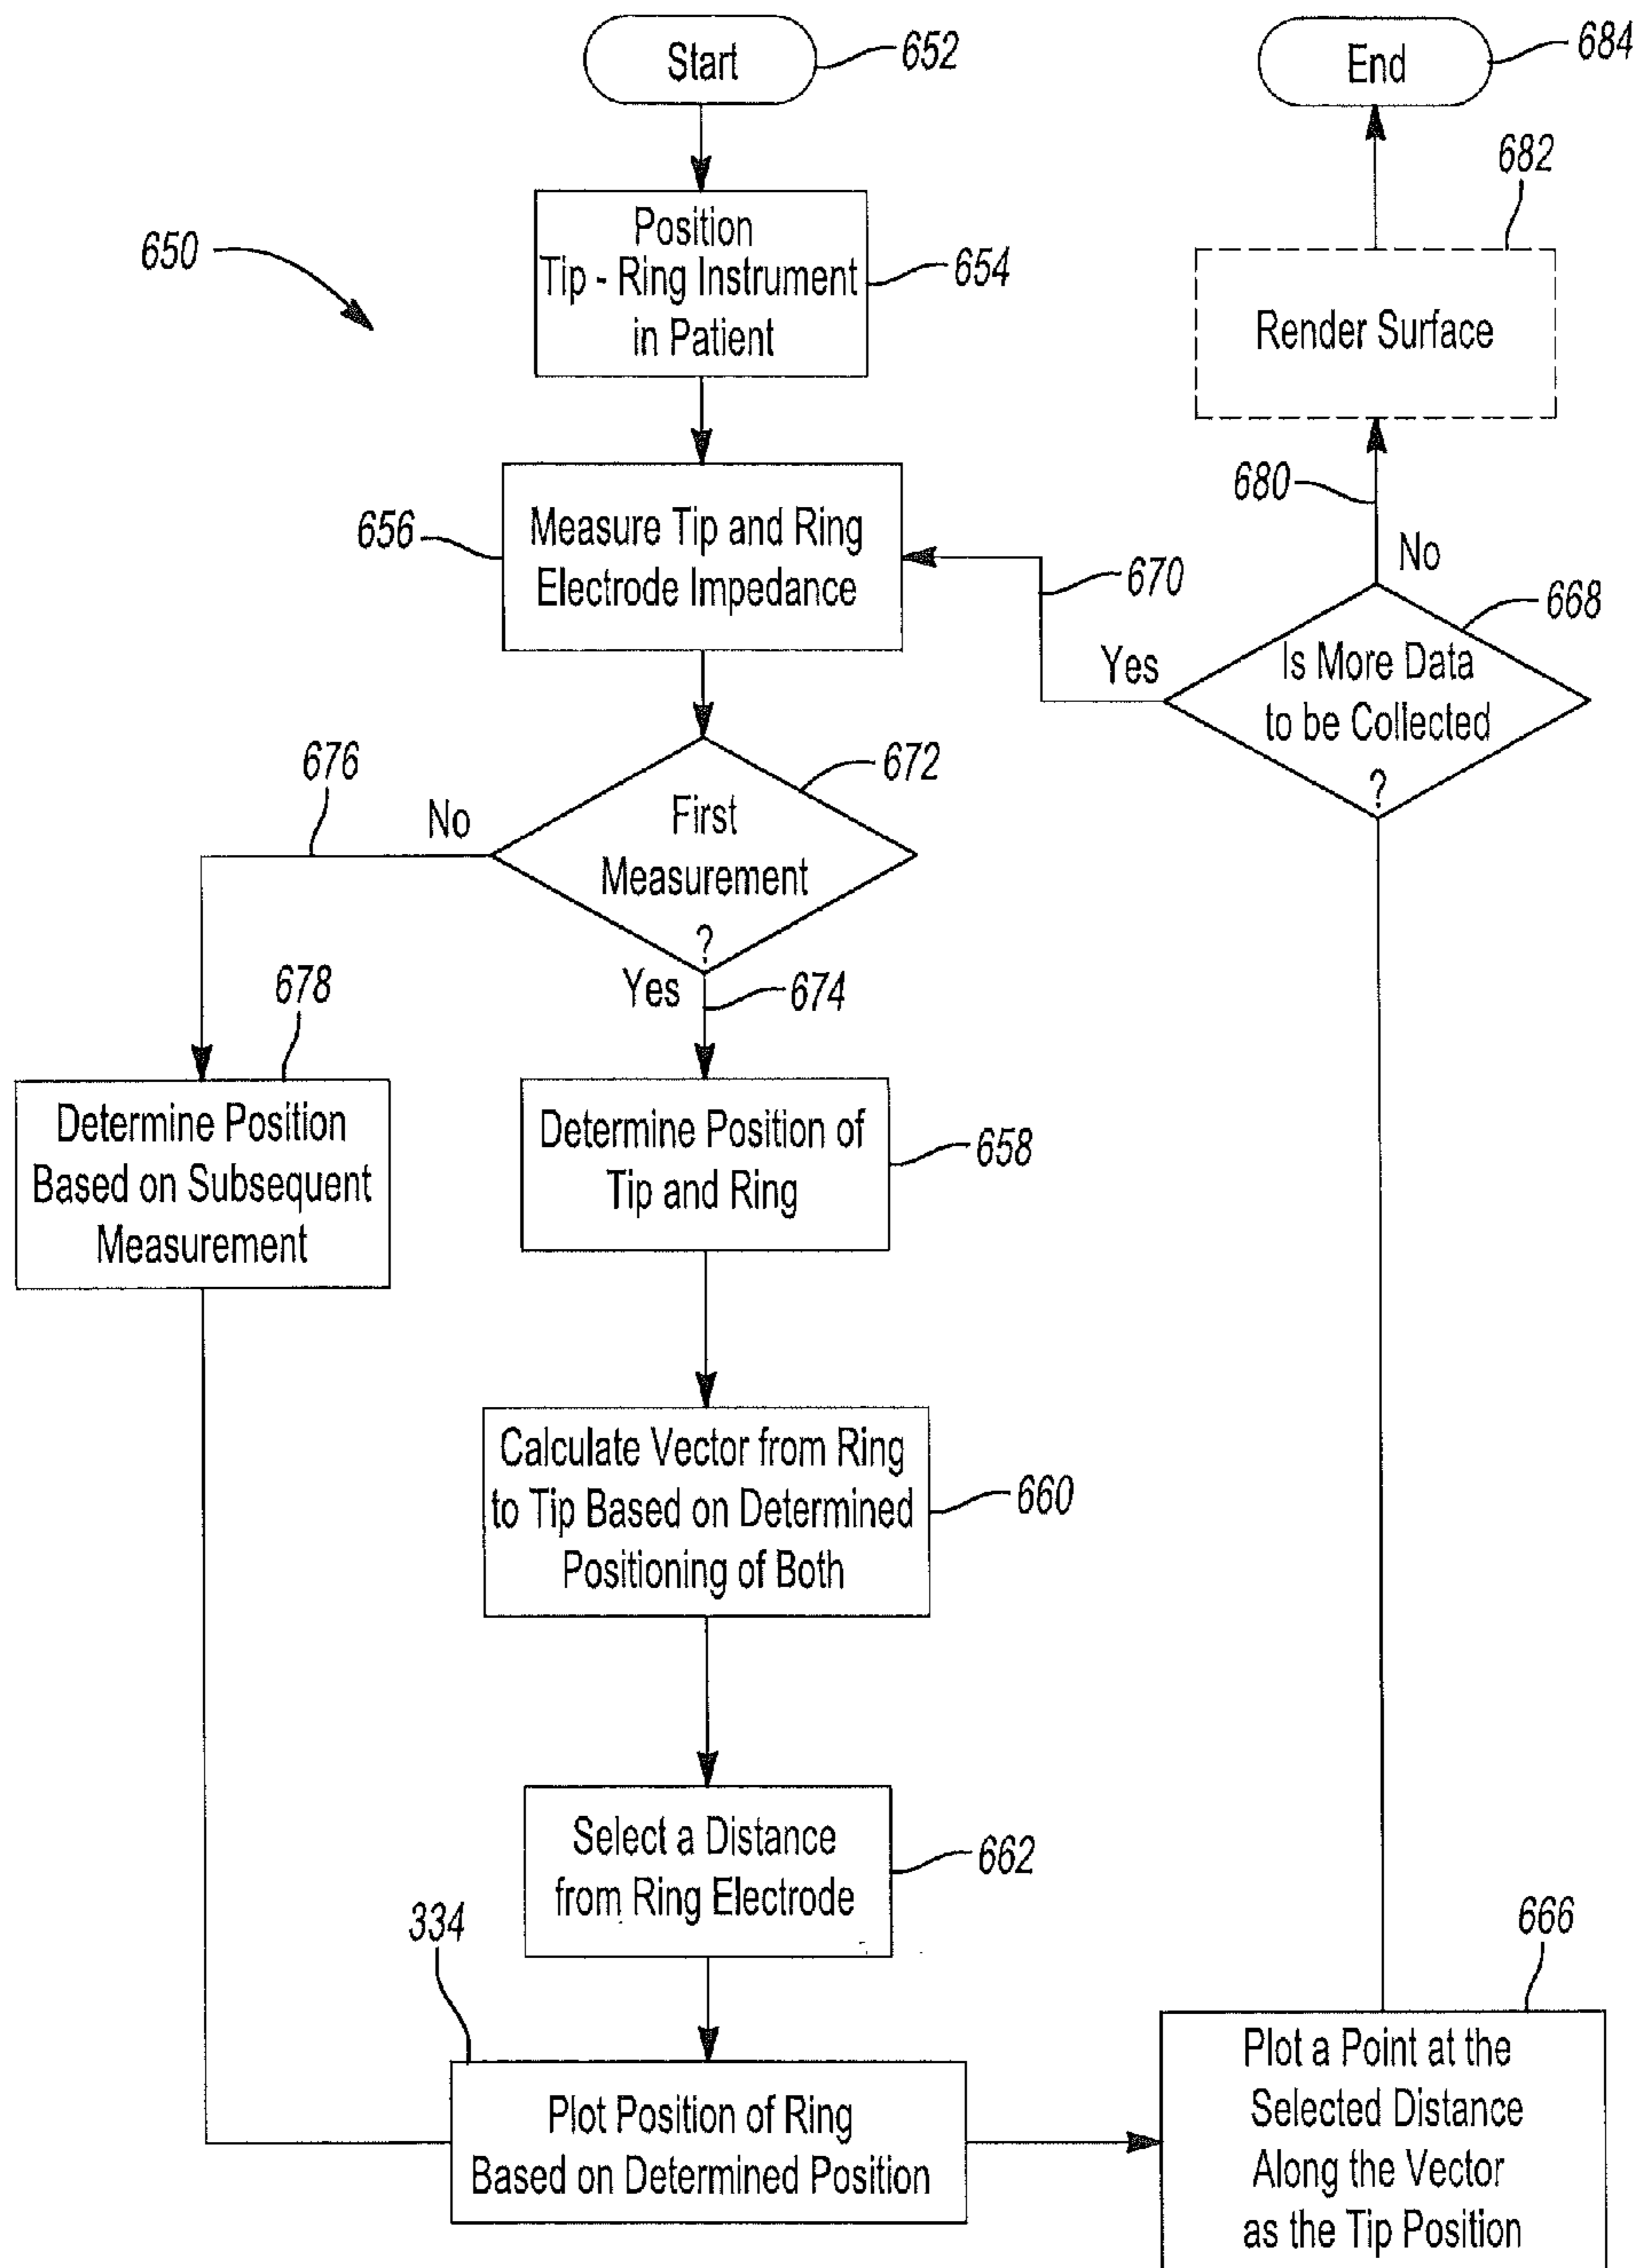 Start
652
End
684
682
650
Position
Tip - Ring Instrument
in Patient
654
Render Surface
680
656
Measure Tip and Ring
Electrode Impedance
670
No
668
Yes
Is More Data
to be Collected
?
676
672
No
First
Measurement
?
Yes
674
678
Determine Position
Based on Subsequent
Measurement
Determine Position of
Tip and Ring
658
Calculate Vector from Ring
to Tip Based on Determined
Positioning of Both
660
Select a Distance
from Ring Electrode
662
334
666
Plot Position of Ring
Based on Determined Position
Plot a Point at the
Selected Distance
Along the Vector
as the Tip Position